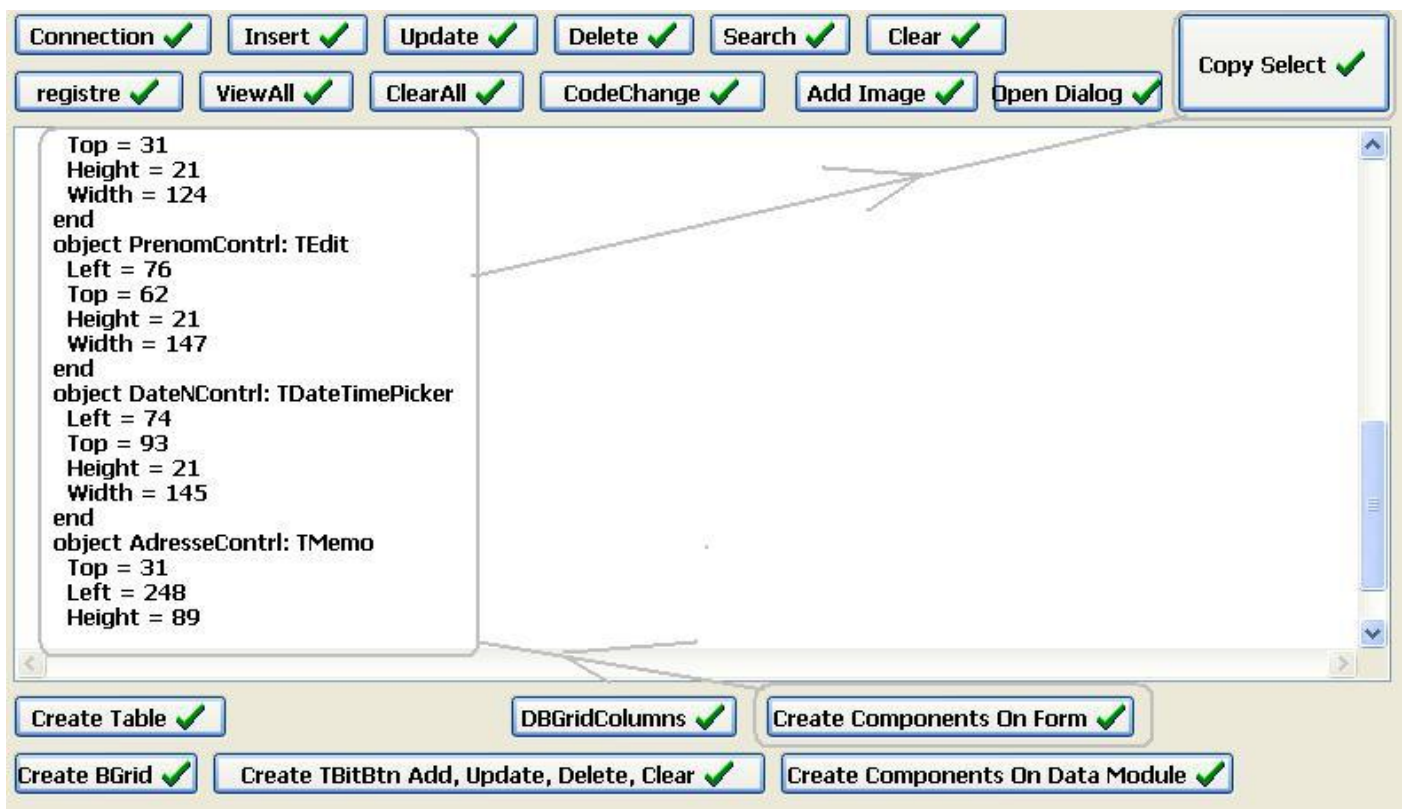 Connection Insert Update Delete Search Clear
Copy Select
registre ViewAll ClearAll CodeChange Add Image Open Dialog
Top = 31
Height = 21
Width = 124
end
object PrenomContrl: TEdit
Left = 76
Top = 62
Height = 21
Width = 147
end
object DateNContrl: TDateTimePicker
Left = 74
Top = 93
Height = 21
Width = 145
end
object AdresseContrl: TMemo
Top = 31
Left = 248
Height = 89
Create Table DBGridColumns Create Components On Form
Create BGrid Create TBitBtn Add, Update, Delete, Clear Create Components On Data Module